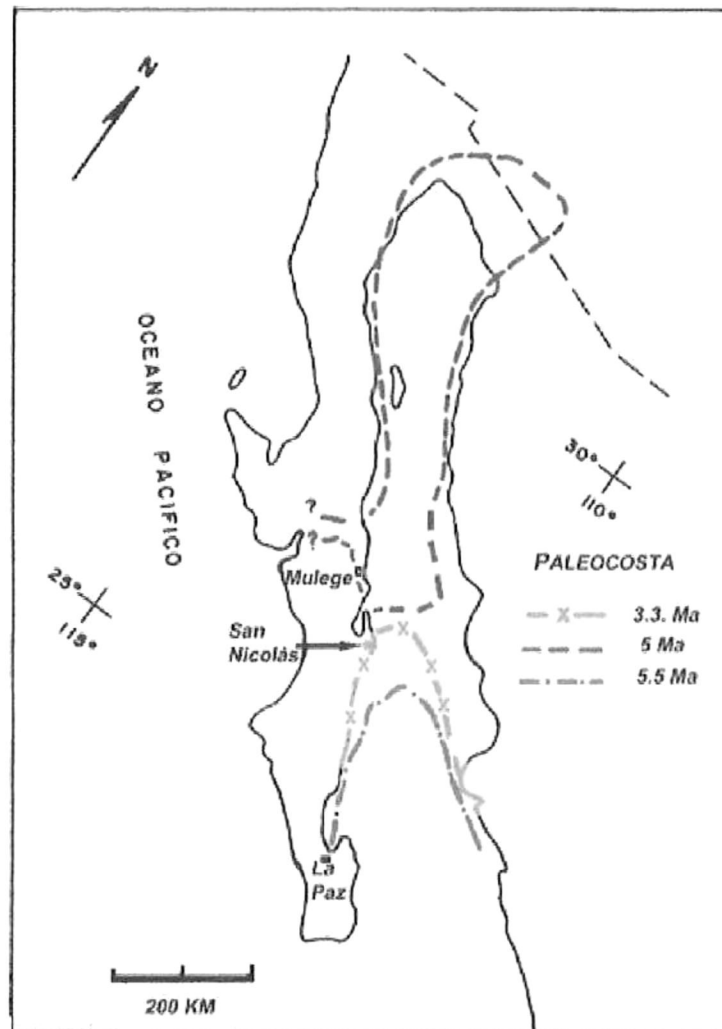 N
OCEANO PACIFICO
30°
110°
?
?
Mulege
PALEOCOSTA
25°
115°
3.3. Ma
San
Nicolás
5 Ma
5.5 Ma
La
Paz
200 KM